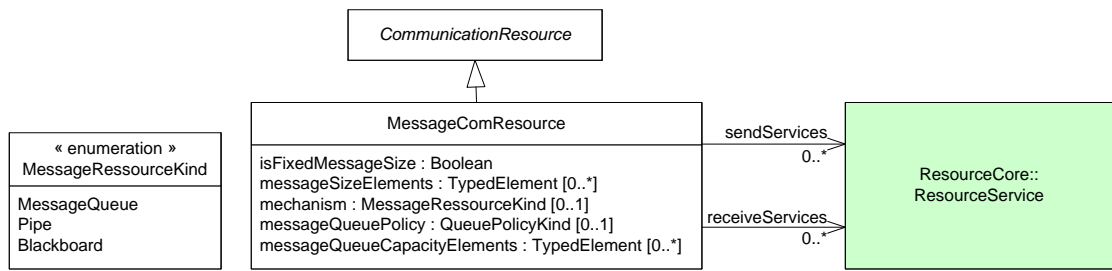 CommunicationResource
« enumeration »
MessageRessourceKind
MessageQueue
Pipe
Blackboard
MessageComResource
isFixedMessageSize : Boolean
messageSizeElements : TypedElement [0..*]
mechanism : MessageRessourceKind [0..1]
messageQueuePolicy : QueuePolicyKind [0..1]
messageQueueCapacityElements : TypedElement [0..*]
sendServices
0..*
receiveServices
0..*
ResourceCore::
ResourceService